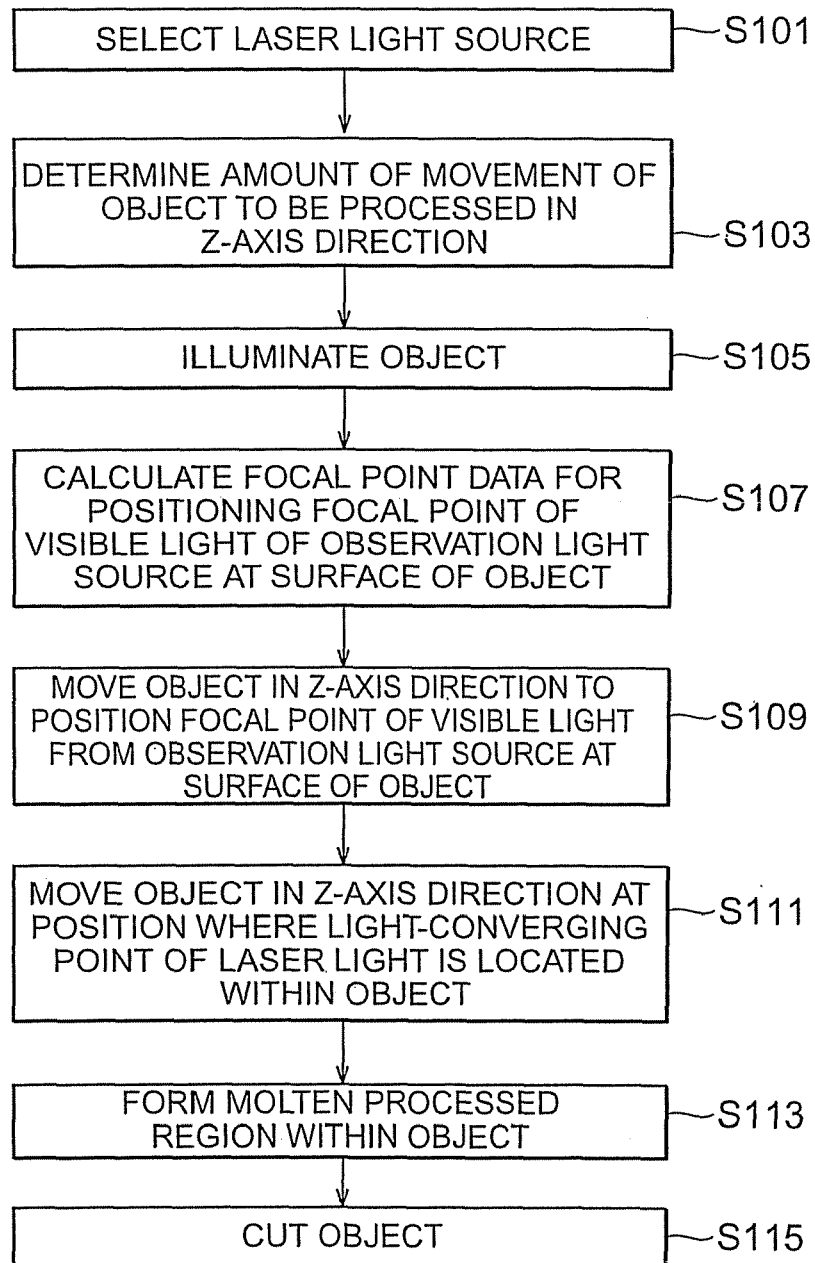 SELECT LASER LIGHT SOURCE
S101
DETERMINE AMOUNT OF MOVEMENT OF
OBJECT TO BE PROCESSED IN
Z-AXIS DIRECTION
S103
ILLUMINATE OBJECT
S105
CALCULATE FOCAL POINT DATA FOR
POSITIONING FOCAL POINT OF
VISIBLE LIGHT OF OBSERVATION LIGHT
SOURCE AT SURFACE OF OBJECT
S107
MOVE OBJECT IN Z-AXIS DIRECTION TO
POSITION FOCAL POINT OF VISIBLE LIGHT
FROM OBSERVATION LIGHT SOURCE AT
SURFACE OF OBJECT
S109
MOVE OBJECT IN Z-AXIS DIRECTION AT
POSITION WHERE LIGHT-CONVERGING
POINT OF LASER LIGHT IS LOCATED
WITHIN OBJECT
S111
FORM MOLTEN PROCESSED
REGION WITHIN OBJECT
S113
CUT OBJECT
S115